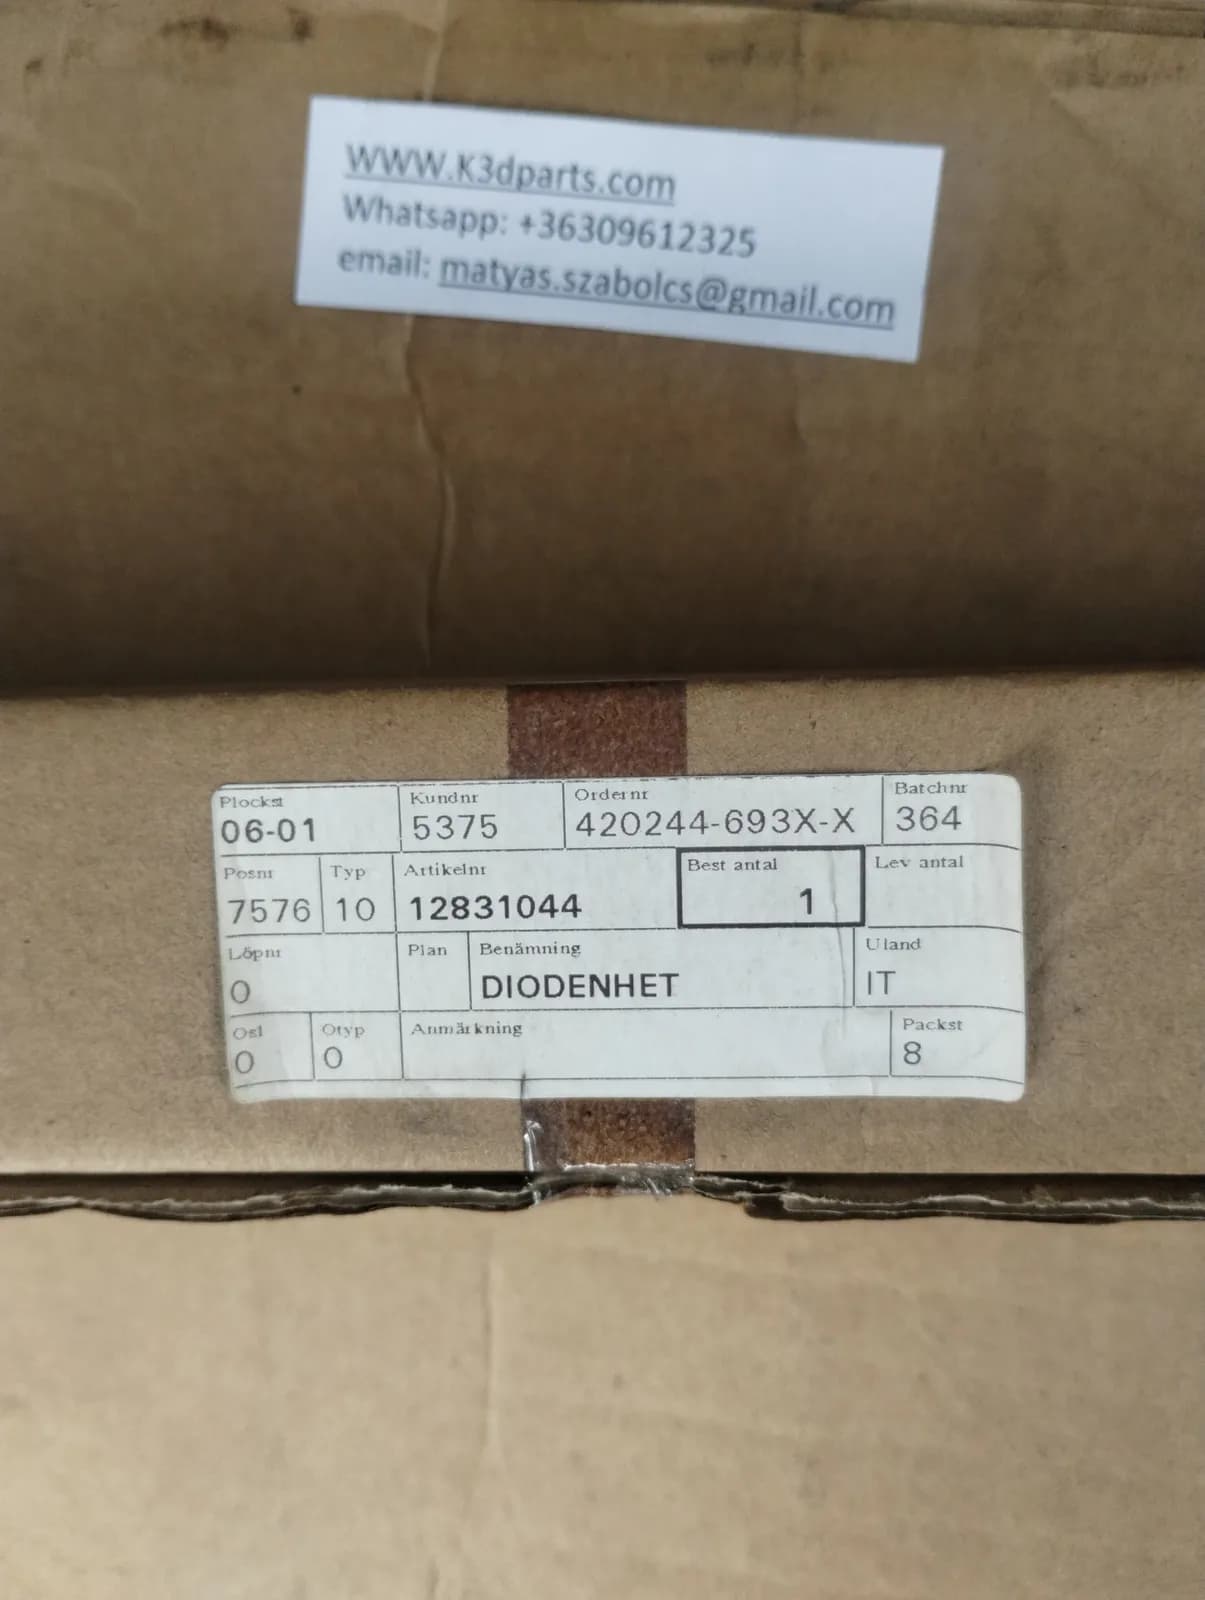 WWW.K3dparts.com
Whatsapp: +36309612325
email: matyas.szabolcs@gmail.com
Plockst Kundnr Ordernr Batchnr
06-01 5375 420244-693X-X 364
Posnr Typ Artikelnr Best antal Lev antal
7576 10 12831044 1
Löpnr Plan Benämning Uland
0 DIODENHET IT
Osl Otyp Anmärkning Packst
0 0 8